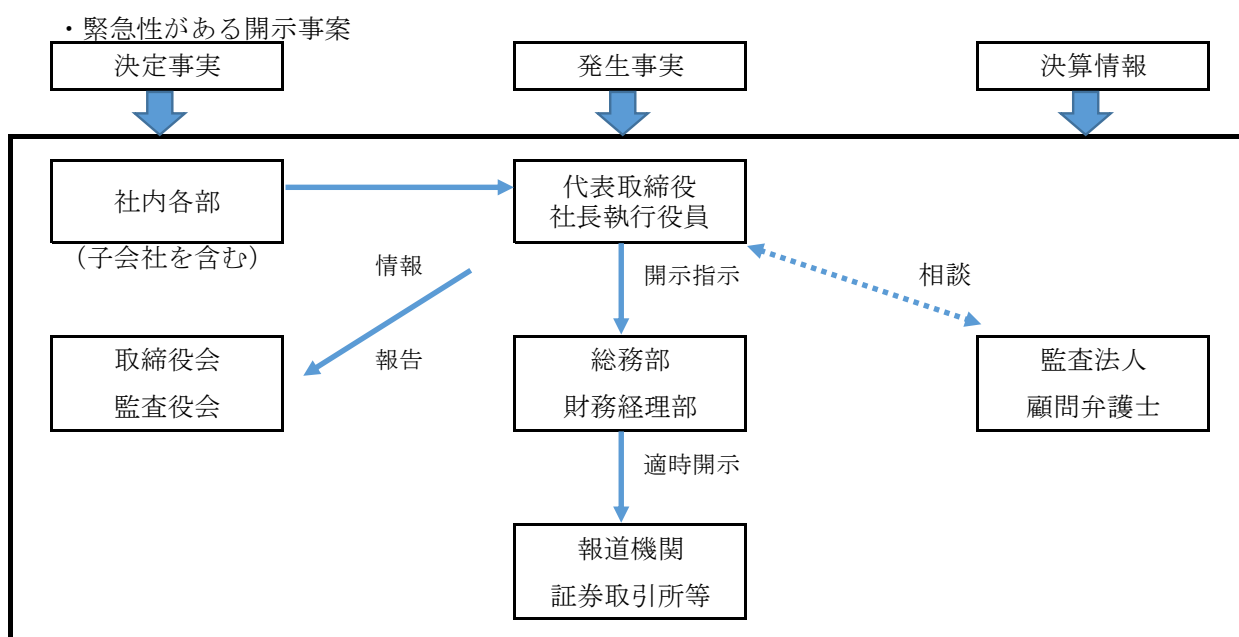 ・緊急性がある開示事案
決定事実
発生事実
決算情報
社内各部
(子会社を含む)
代表取締役
社長執行役員
情報
開示指示
相談
取締役会
監査役会
報告
総務部
財務経理部
監査法人
顧問弁護士
適時開示
報道機関
証券取引所等